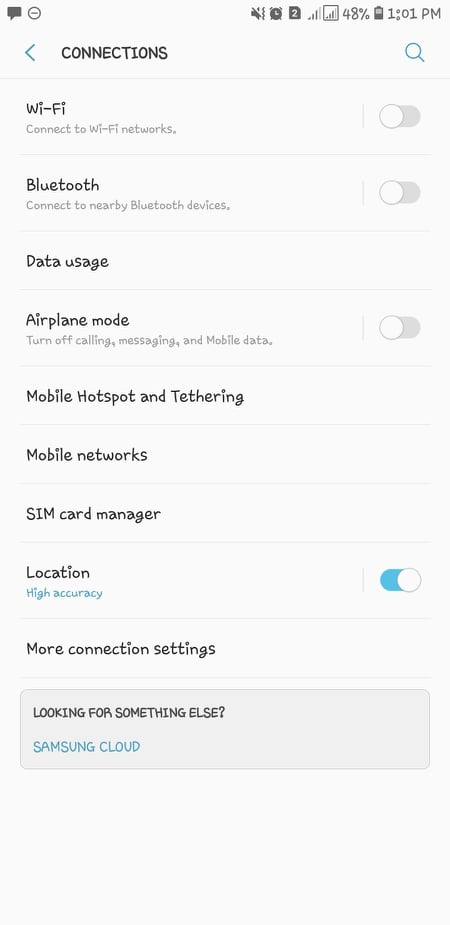 2 48% 1:01 PM
CONNECTIONS
Wi-Fi
Connect to Wi-Fi networks.
Bluetooth
Connect to nearby Bluetooth devices.
Data usage
Airplane mode
Turn off calling, messaging, and Mobile data.
Mobile Hotspot and Tethering
Mobile networks
SIM card manager
Location
High accuracy
More connection settings
LOOKING FOR SOMETHING ELSE?
SAMSUNG CLOUD